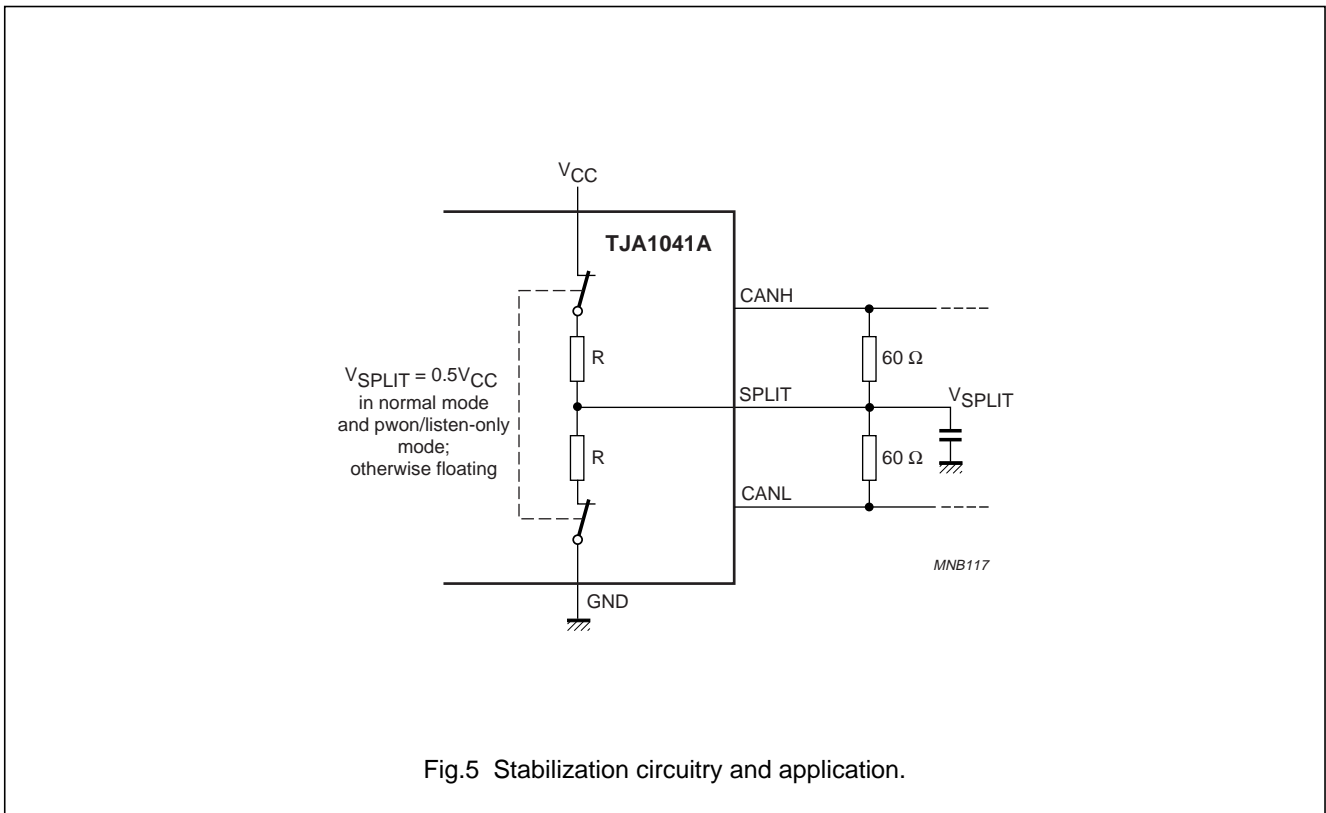 VCC
TJA1041A
CANH
R
60 Ω
VSPLIT = 0.5VCC
in normal mode
and pwon/listen-only
mode;
otherwise floating
SPLIT
VSPLIT
R
60 Ω
CANL
MNB117
GND
Fig.5 Stabilization circuitry and application.